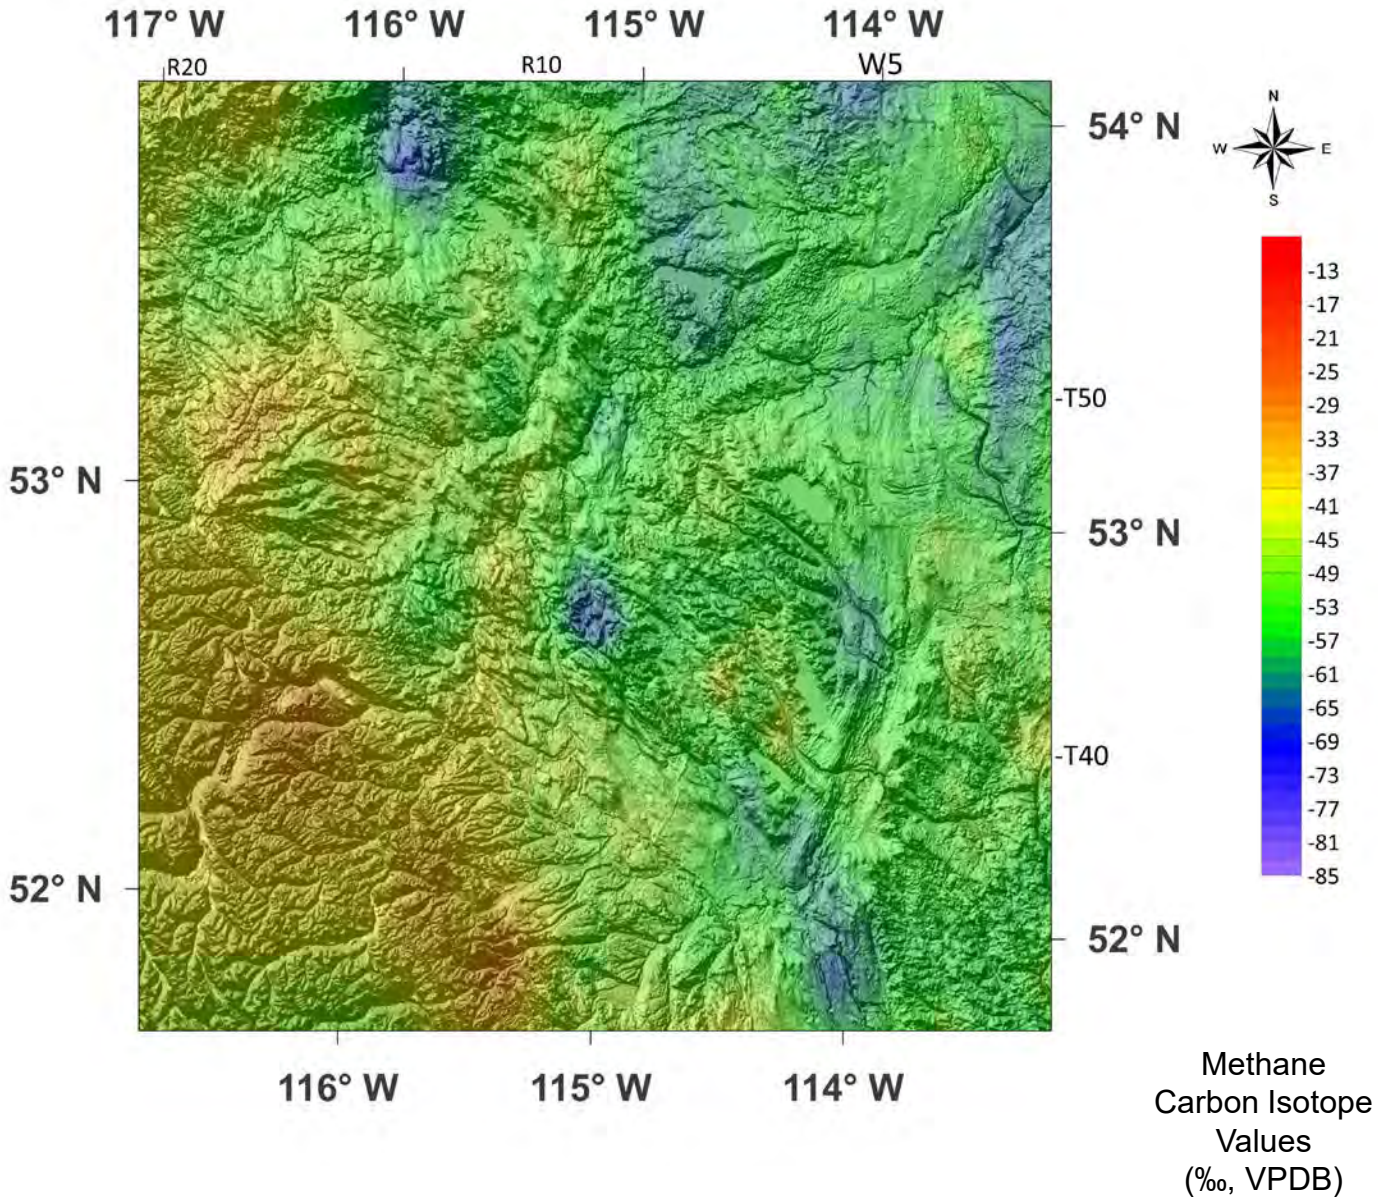 117° W 116° W 115° W 114° W
R20 R10 W5
N
54° N
W E
S
-13
-17
-21
-25
-29
-T50
-33
-37
53° N
-41
53° N
-45
-49
-53
-57
-61
-65
-69
-T40
-73
-77
-81
52° N
-85
52° N
116° W 115° W 114° W
Methane
Carbon Isotope
Values
(‰, VPDB)